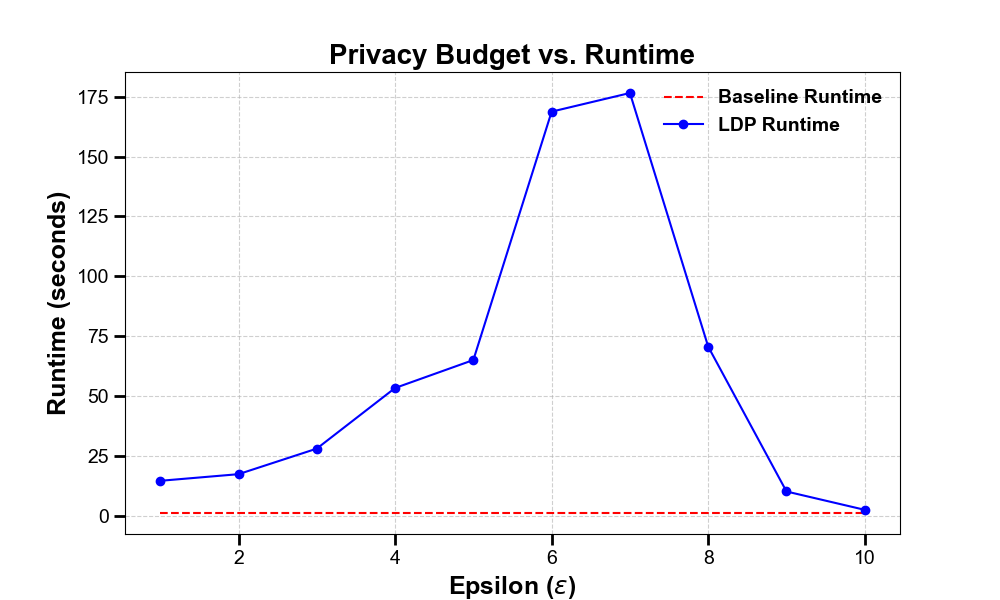 Privacy Budget vs. Runtime
Baseline Runtime
LDP Runtime
Runtime (seconds)
175
150
125
100
75
50
25
0
2 4 6 8 10
Epsilon (ε)